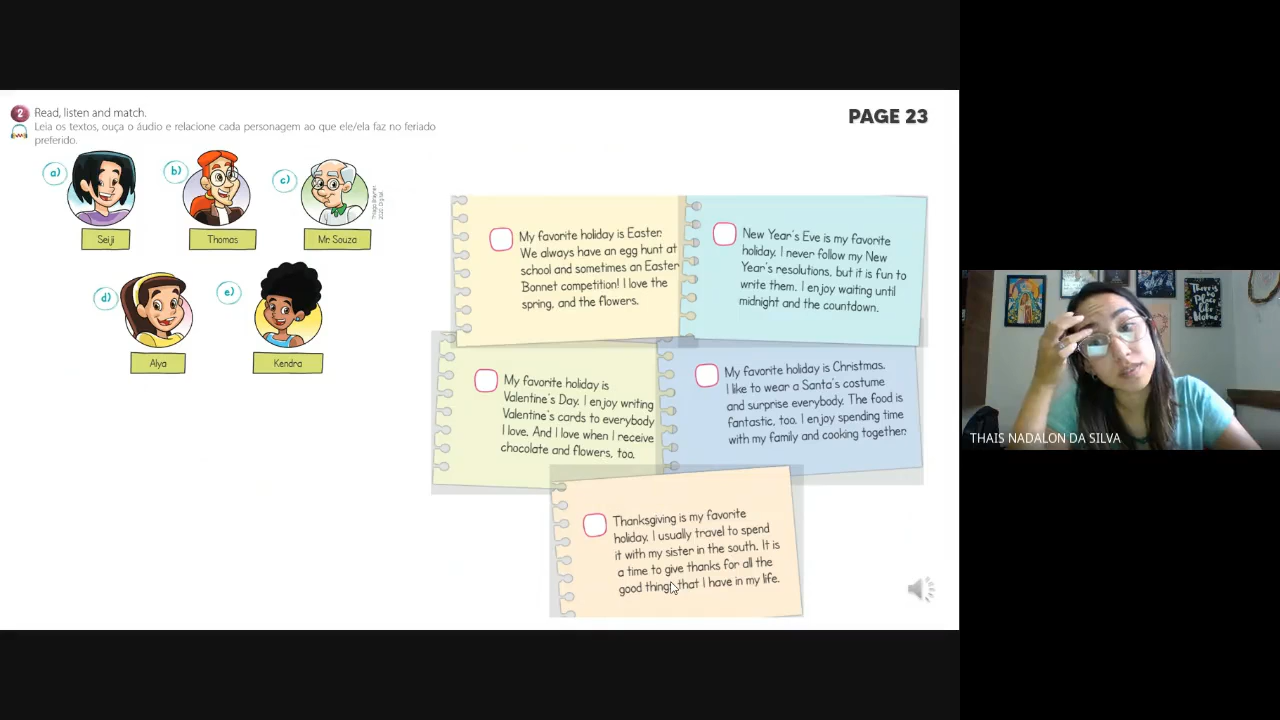 2 Read, listen and match.
Leia os textos, ouça o áudio e relacione cada personagem ao que ele/ela faz no feriado
preferido.
PAGE 23
a)
b)
c)
Seiji
Thomas
Mr. Souza
d)
e)
Alya
Kendra
My favorite holiday is Easter.
We always have an egg hunt at
school and sometimes an Easter
Bonnet competition! I love the
spring, and the flowers.
New Year's Eve is my favorite
holiday. I never follow my New
Year's resolutions, but it is fun to
write them. I enjoy waiting until
midnight and the countdown.
My favorite holiday is
Valentine's Day. I enjoy writing
Valentine's cards to everybody
I love. And I love when I receive
chocolate and flowers, too.
My favorite holiday is Christmas.
I like to wear a Santa's costume
and surprise everybody. The food is
fantastic, too. I enjoy spending time
with my family and cooking together.
Thanksgiving is my favorite
holiday. I usually travel to spend
it with my sister in the south. It is
a time to give thanks for all the
good things that I have in my life.
THAIS NADALON DA SILVA